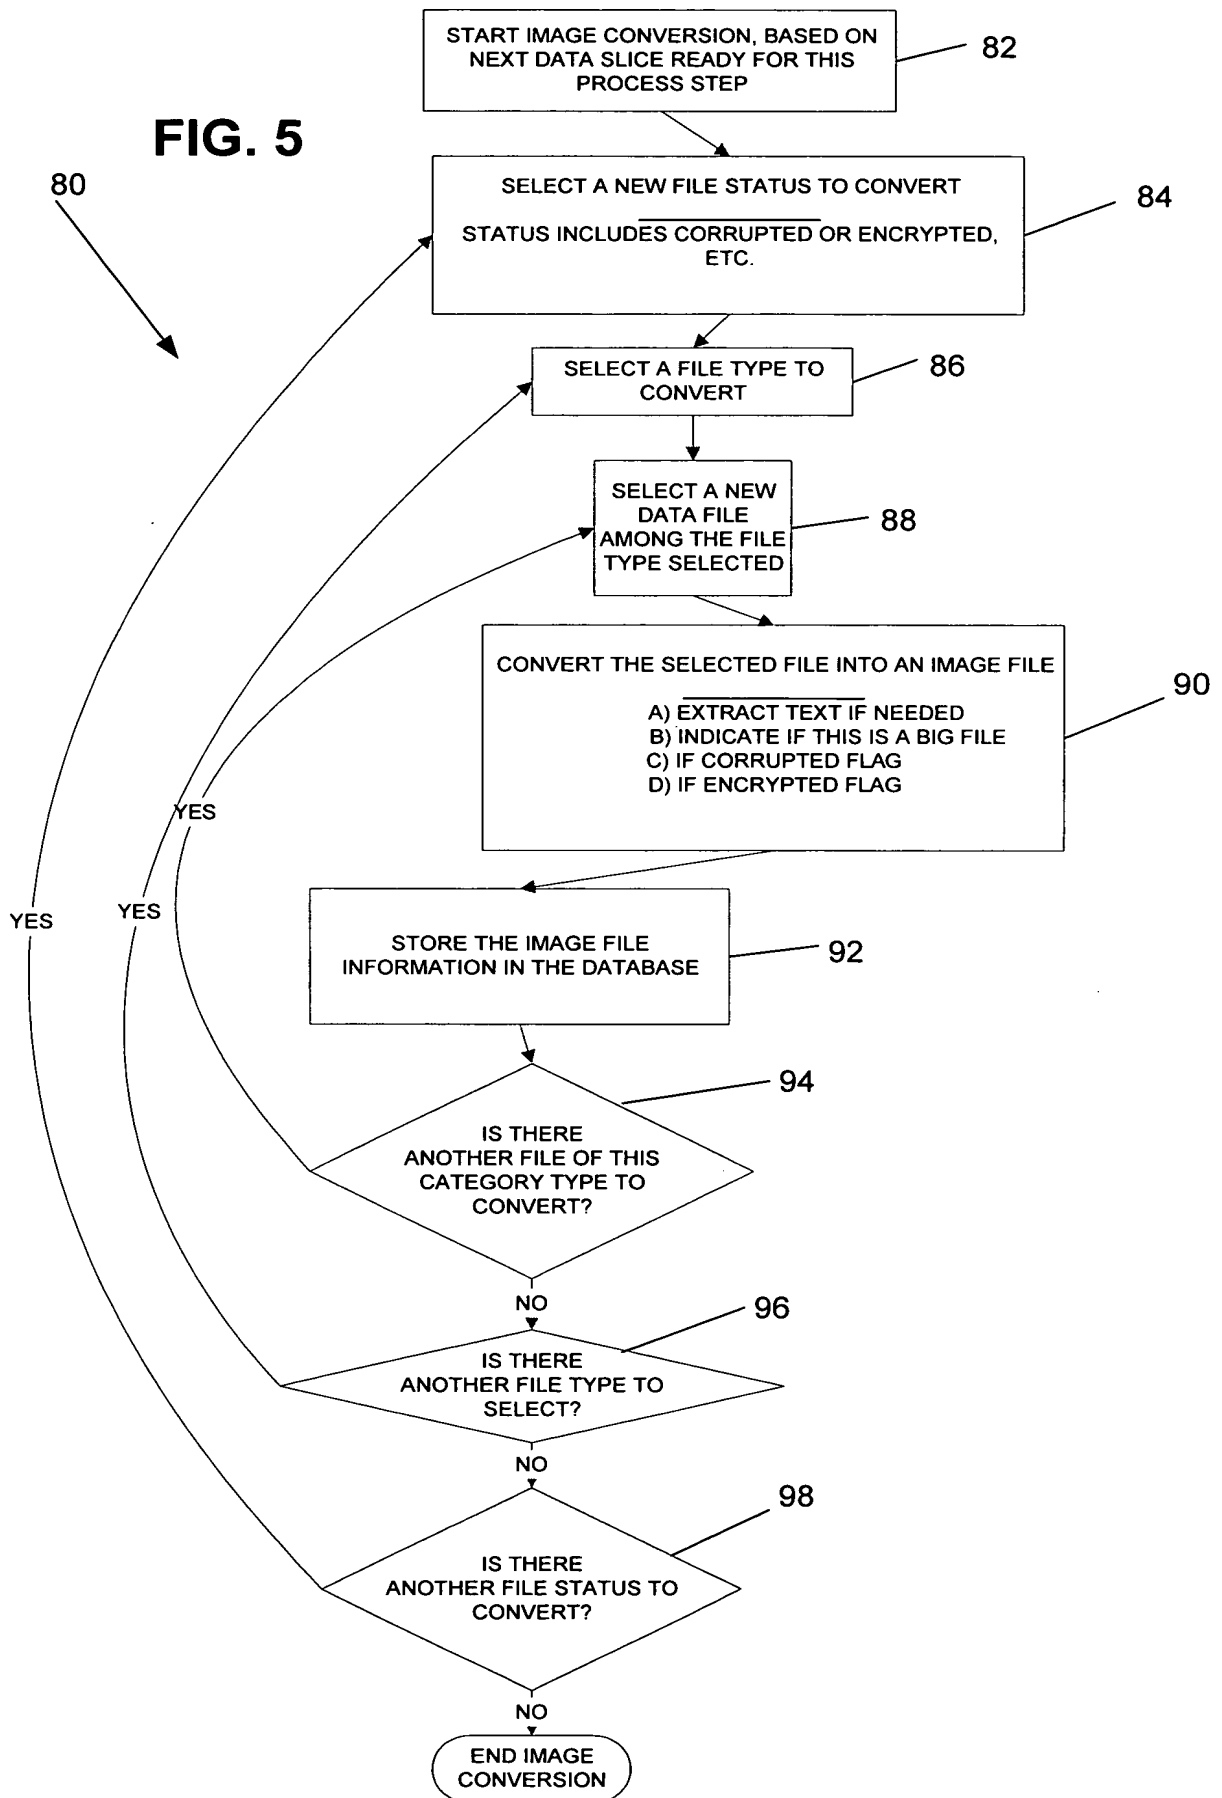 START IMAGE CONVERSION, BASED ON
NEXT DATA SLICE READY FOR THIS
PROCESS STEP
82
FIG. 5
80
SELECT A NEW FILE STATUS TO CONVERT
STATUS INCLUDES CORRUPTED OR ENCRYPTED,
ETC.
84
SELECT A FILE TYPE TO
CONVERT
86
SELECT A NEW
DATA FILE
AMONG THE FILE
TYPE SELECTED
88
CONVERT THE SELECTED FILE INTO AN IMAGE FILE
A) EXTRACT TEXT IF NEEDED
B) INDICATE IF THIS IS A BIG FILE
C) IF CORRUPTED FLAG
D) IF ENCRYPTED FLAG
90
YES
YES
YES
STORE THE IMAGE FILE
INFORMATION IN THE DATABASE
92
IS THERE
ANOTHER FILE OF THIS
CATEGORY TYPE TO
CONVERT?
94
NO
IS THERE
ANOTHER FILE TYPE TO
SELECT?
96
NO
IS THERE
ANOTHER FILE STATUS TO
CONVERT?
98
NO
END IMAGE
CONVERSION